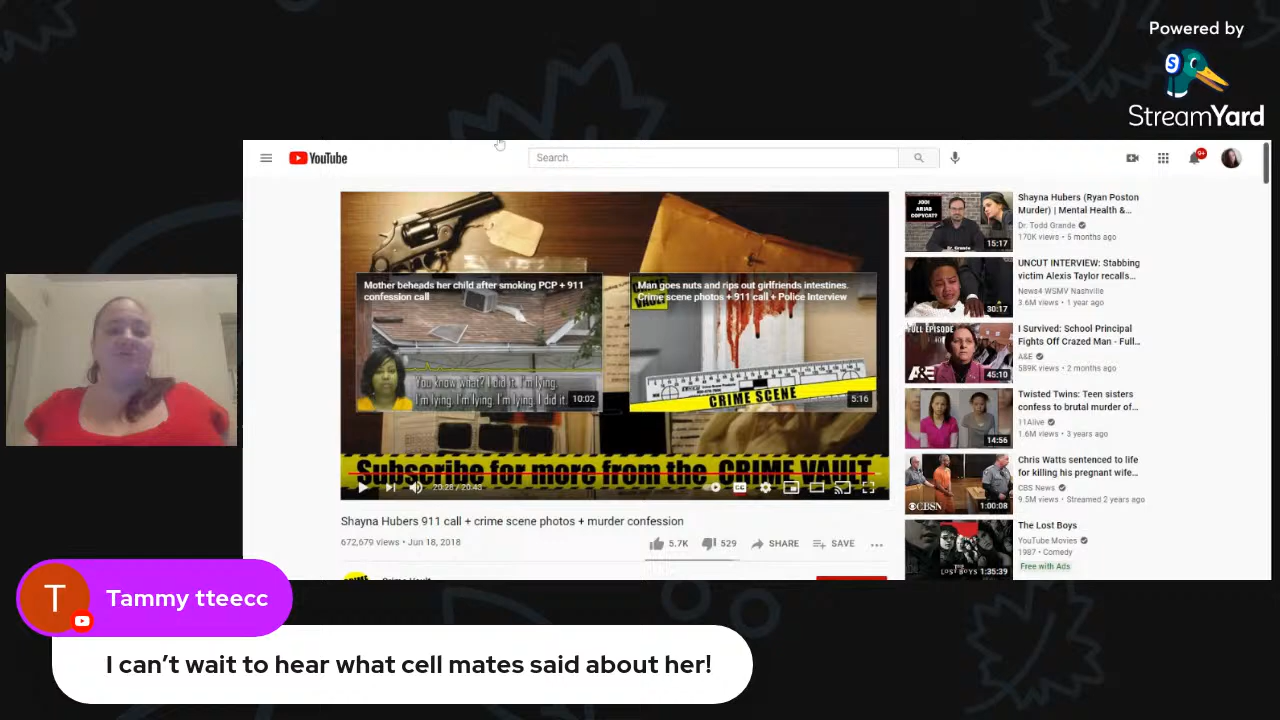 Powered by
StreamYard
YouTube
Search
9+
Mother beheads her child after smoking PCP + 911
confession call
You know what? I did it. I'm lying.
I'm lying. I'm lying. I'm lying. I did it.
10:02
Man goes nuts and rips out girlfriends intestines.
Crime scene photos + 911 call + Police Interview
CRIME SCENE
5:16
Subscribe for more from the CRIME VAULT
20:28 / 20:43
Shayna Hubers 911 call + crime scene photos + murder confession
672,679 views • Jun 18, 2018
5.7K
529
SHARE
SAVE
JODI
ARIAS
COPYCAT?
Dr. Grande
15:17
Shayna Hubers (Ryan Poston
Murder) | Mental Health &...
Dr. Todd Grande
170K views • 5 months ago
30:17
UNCUT INTERVIEW: Stabbing
victim Alexis Taylor recalls...
News4 WSMV Nashville
3.6M views • 1 year ago
FULL EPISODE
A&E
45:10
I Survived: School Principal
Fights Off Crazed Man - Full...
A&E
589K views • 2 months ago
14:56
Twisted Twins: Teen sisters
confess to brutal murder of...
11Alive
1.6M views • 3 years ago
CBSN
1:00:08
Chris Watts sentenced to life
for killing his pregnant wife...
CBS News
9.5M views • Streamed 2 years ago
THE
LOST BOYS
1:35:39
The Lost Boys
YouTube Movies
1987 • Comedy
Free with Ads
T
Tammy tteecc
I can't wait to hear what cell mates said about her!